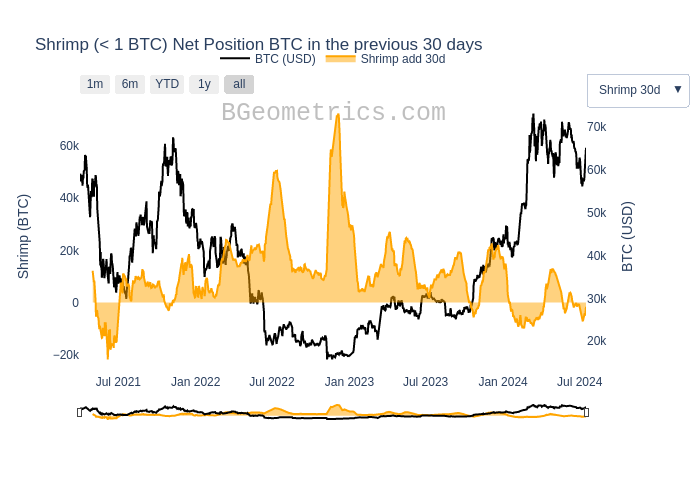 Shrimp (< 1 BTC) Net Position BTC in the previous 30 days
BTC (USD) Shrimp add 30d
1m 6m YTD 1y all
Shrimp 30d ▼
BGeometrics.com
60k
40k
20k
0
−20k
Shrimp (BTC)
70k
60k
50k
40k
30k
20k
BTC (USD)
Jul 2021 Jan 2022 Jul 2022 Jan 2023 Jul 2023 Jan 2024 Jul 2024